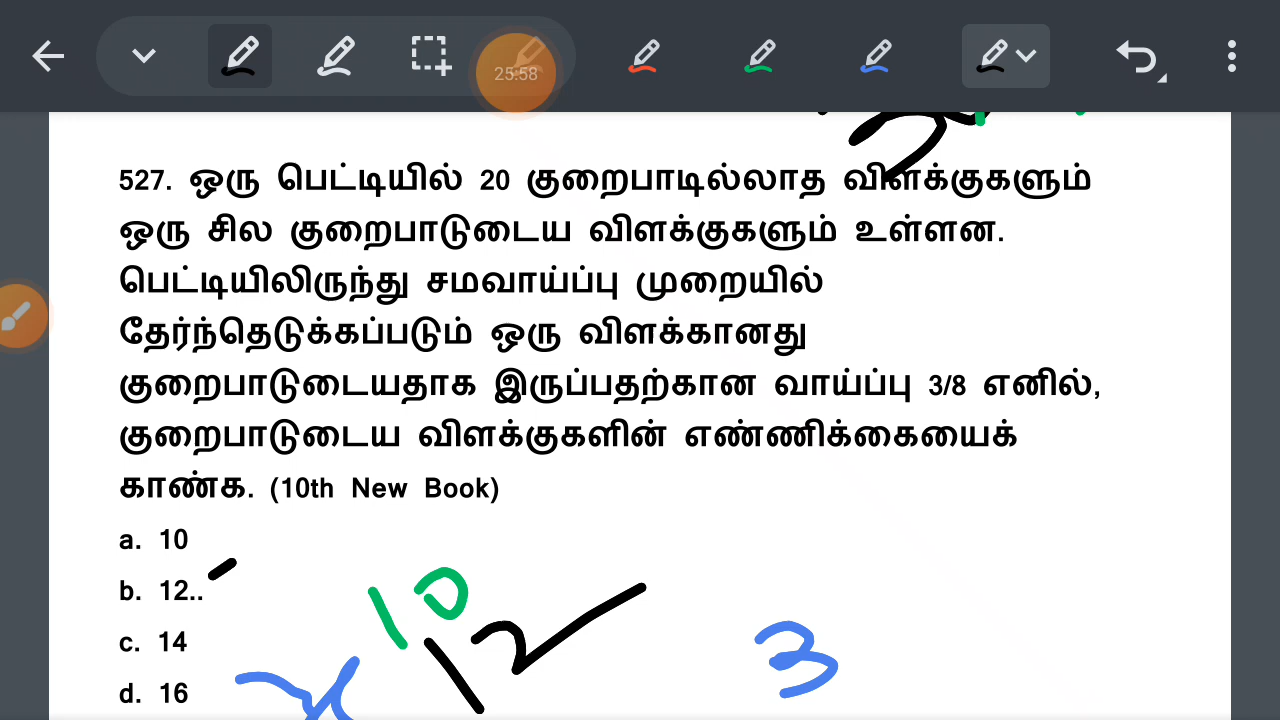 25:58
527. ஒரு பெட்டியில் 20 குறைபாடில்லாத விளக்குகளும்
ஒரு சில குறைபாடுடைய விளக்குகளும் உள்ளன.
பெட்டியிலிருந்து சமவாய்ப்பு முறையில்
தேர்ந்தெடுக்கப்படும் ஒரு விளக்கானது
குறைபாடுடையதாக இருப்பதற்கான வாய்ப்பு 3/8 எனில்,
குறைபாடுடைய விளக்குகளின் எண்ணிக்கையைக்
காண்க. (10th New Book)
a. 10
b. 12..
c. 14
d. 16
10
12
x
3